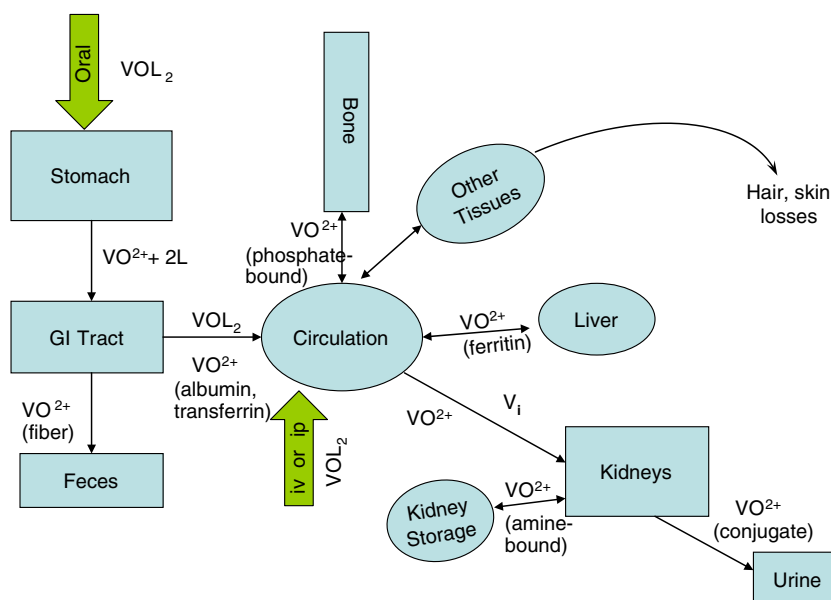 Oral
VOL₂
Stomach
VO²⁺+ 2L
GI Tract
VO²⁺
(fiber)
Feces
VOL₂
VO²⁺
(albumin,
transferrin)
iv or ip
VOL₂
Bone
VO²⁺
(phosphate-
bound)
Circulation
Other
Tissues
Hair, skin
losses
VO²⁺
(ferritin)
Liver
VO²⁺
Vᵢ
Kidneys
Kidney
Storage
VO²⁺
(amine-
bound)
VO²⁺
(conjugate)
Urine